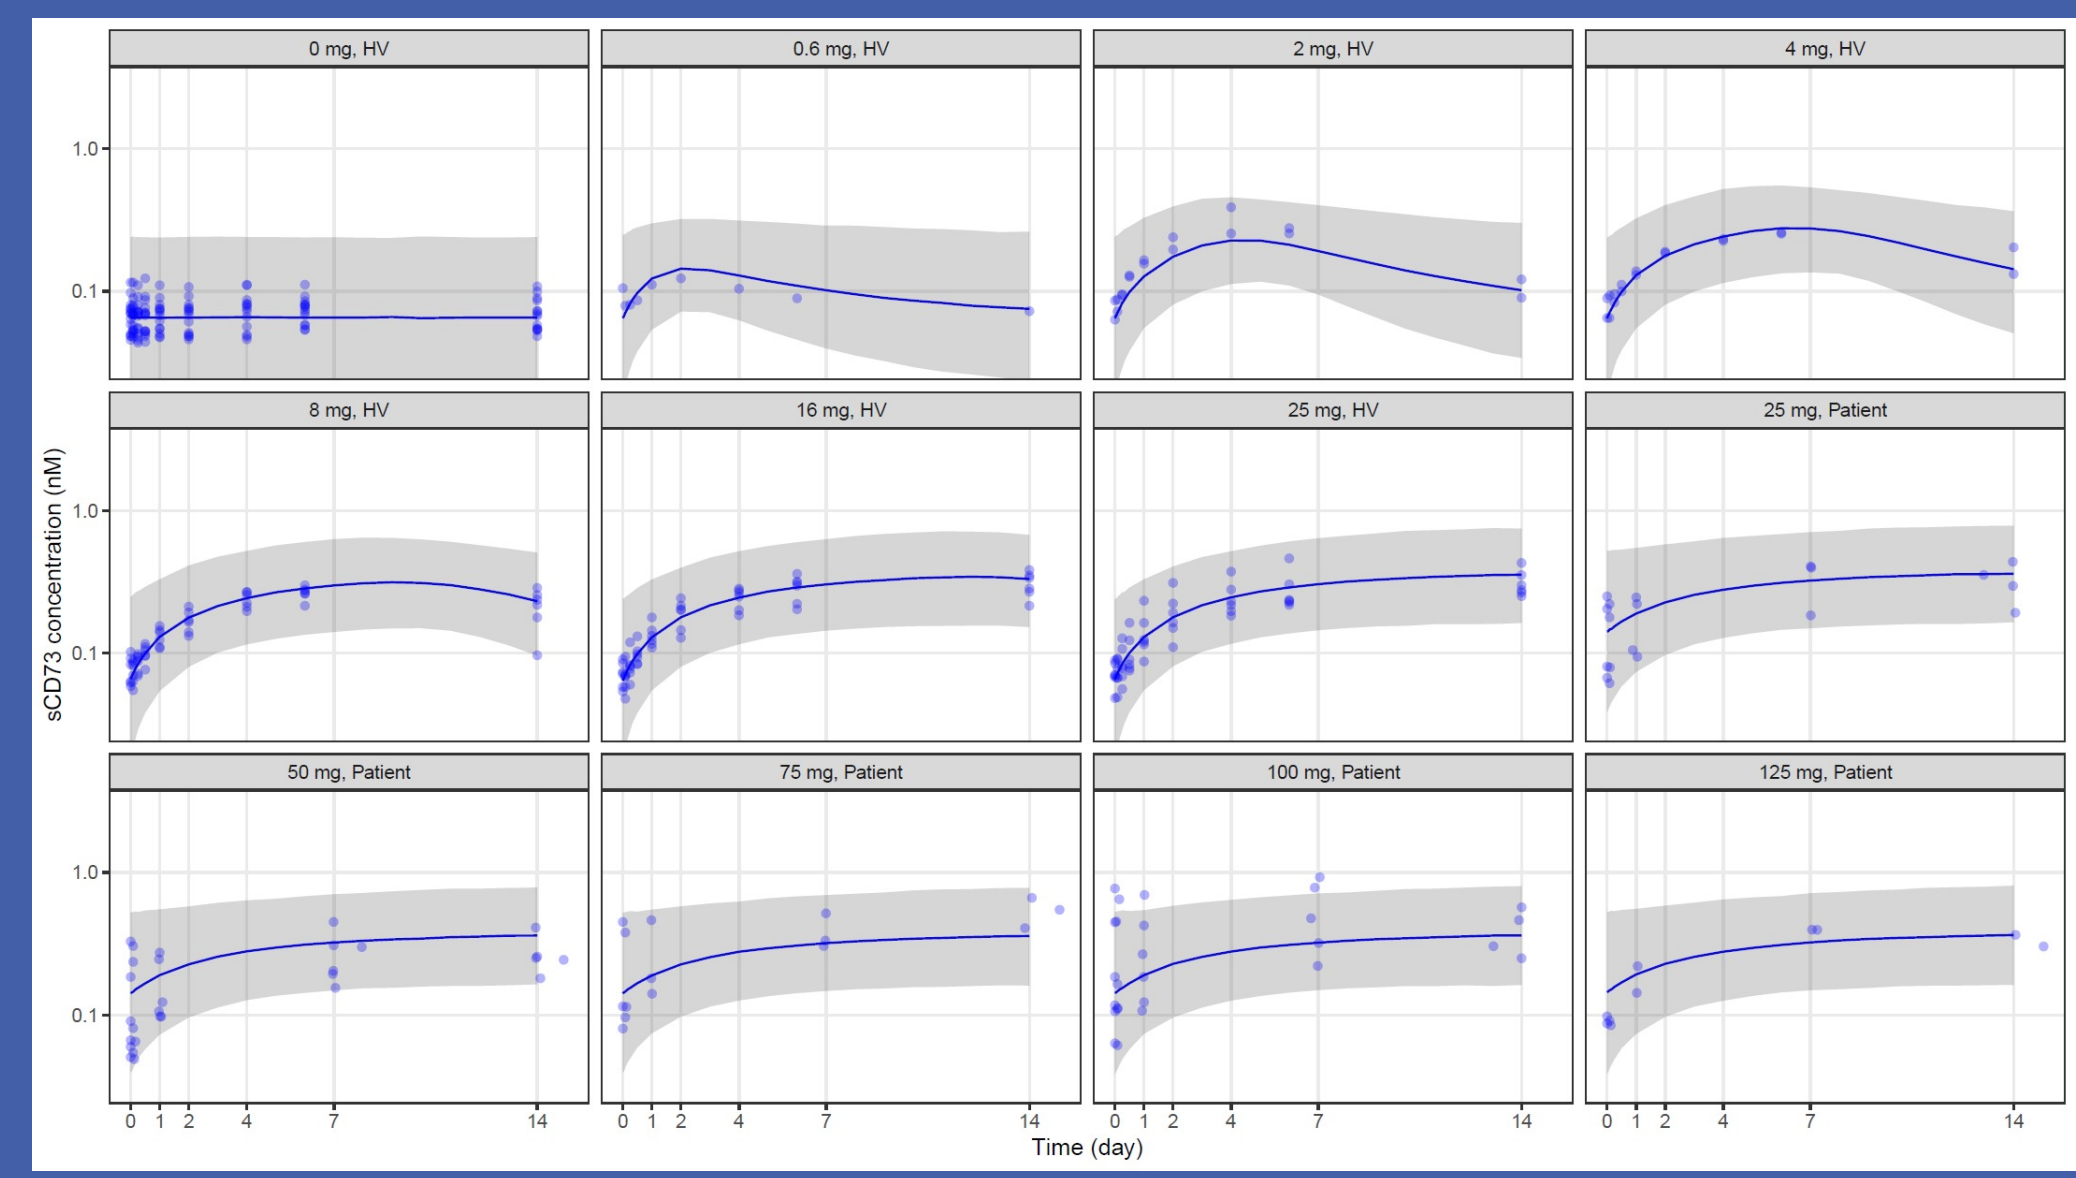 0 mg, HV
0.6 mg, HV
2 mg, HV
4 mg, HV
1.0
0.1
8 mg, HV
16 mg, HV
25 mg, HV
25 mg, Patient
1.0
0.1
sCD73 concentration (nM)
50 mg, Patient
75 mg, Patient
100 mg, Patient
125 mg, Patient
1.0
0.1
0 1 2 4 7 14
0 1 2 4 7 14
0 1 2 4 7 14
0 1 2 4 7 14
Time (day)